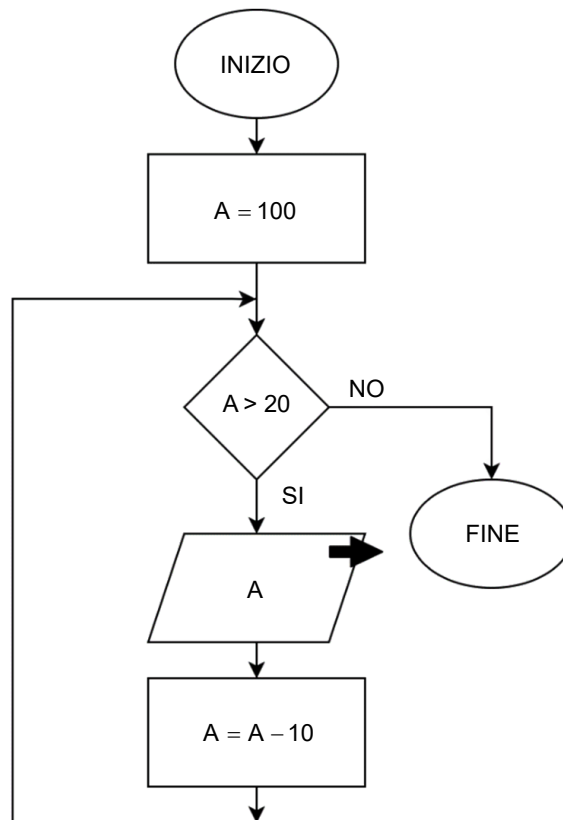 INIZIO
A = 100
A > 20
NO
SI
A
FINE
A = A − 10